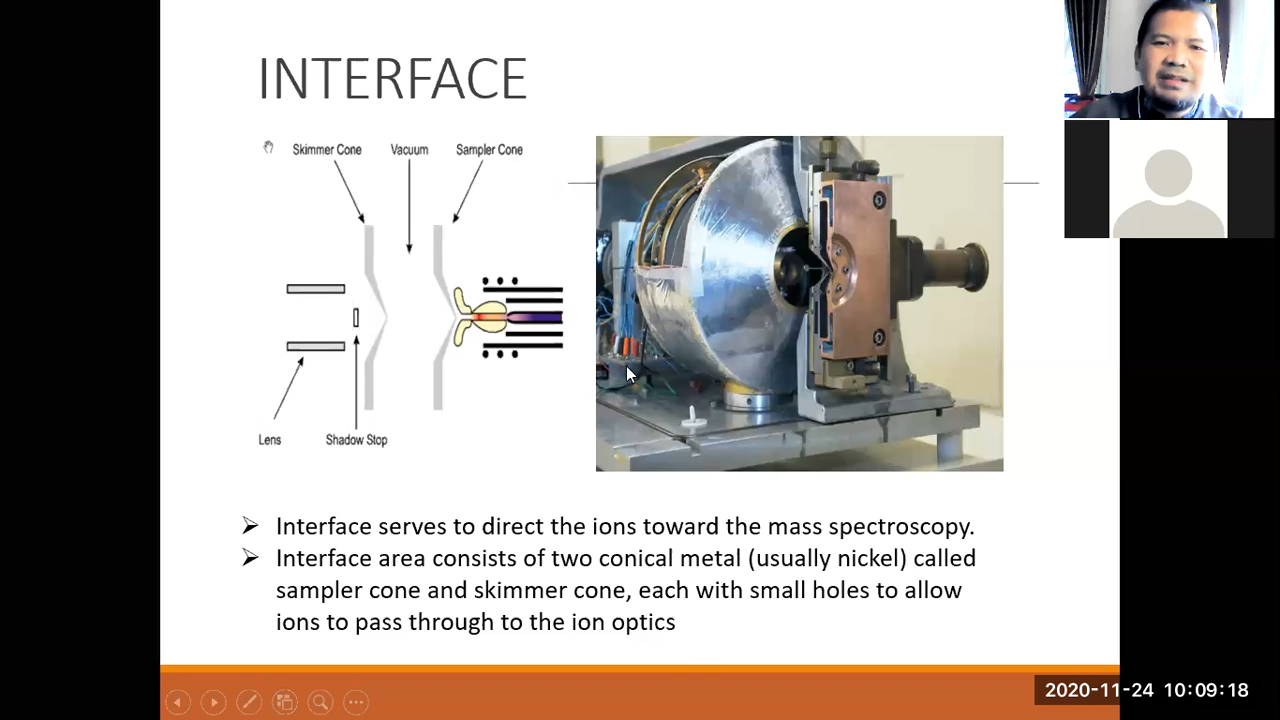 INTERFACE
Skimmer Cone
Vacuum
Sampler Cone
Lens
Shadow Stop
Interface serves to direct the ions toward the mass spectroscopy.
Interface area consists of two conical metal (usually nickel) called
sampler cone and skimmer cone, each with small holes to allow
ions to pass through to the ion optics
2020-11-24 10:09:18